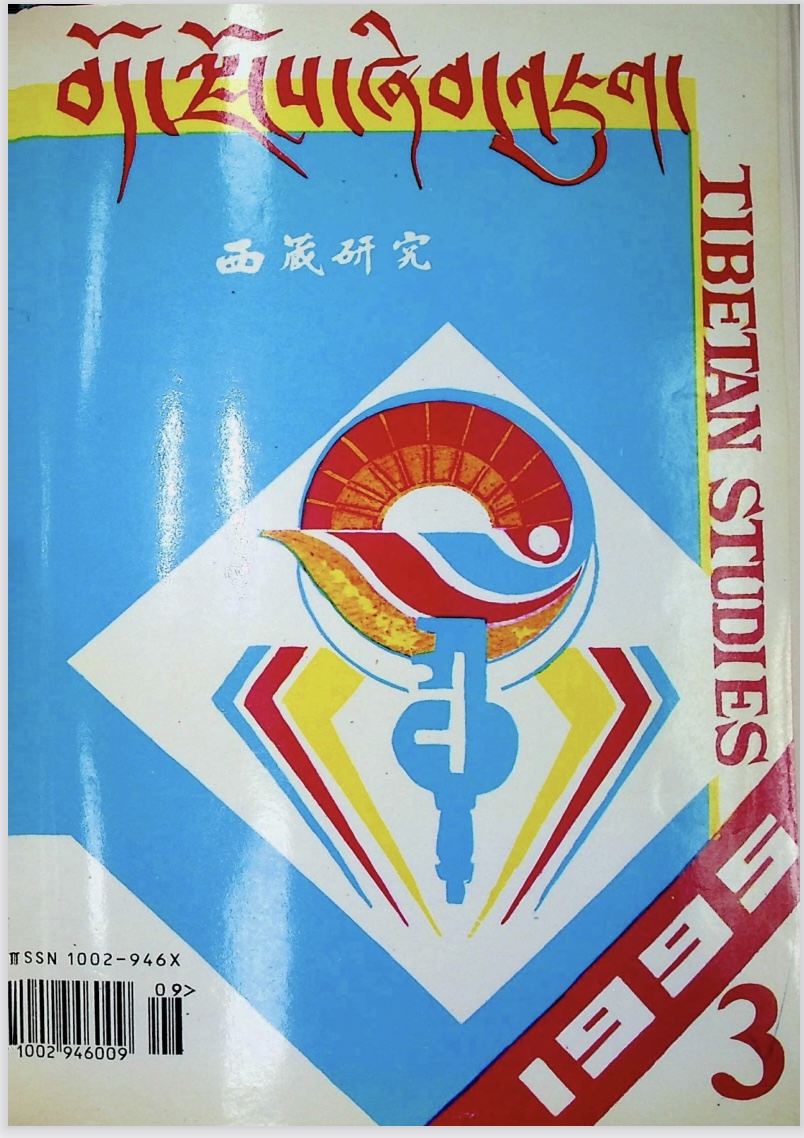 བོད་ལྗོངས་ཞིབ་འཇུག
西藏研究
TIBETAN STUDIES
1995
3
ISSN 1002-946X
09>
1002 946009